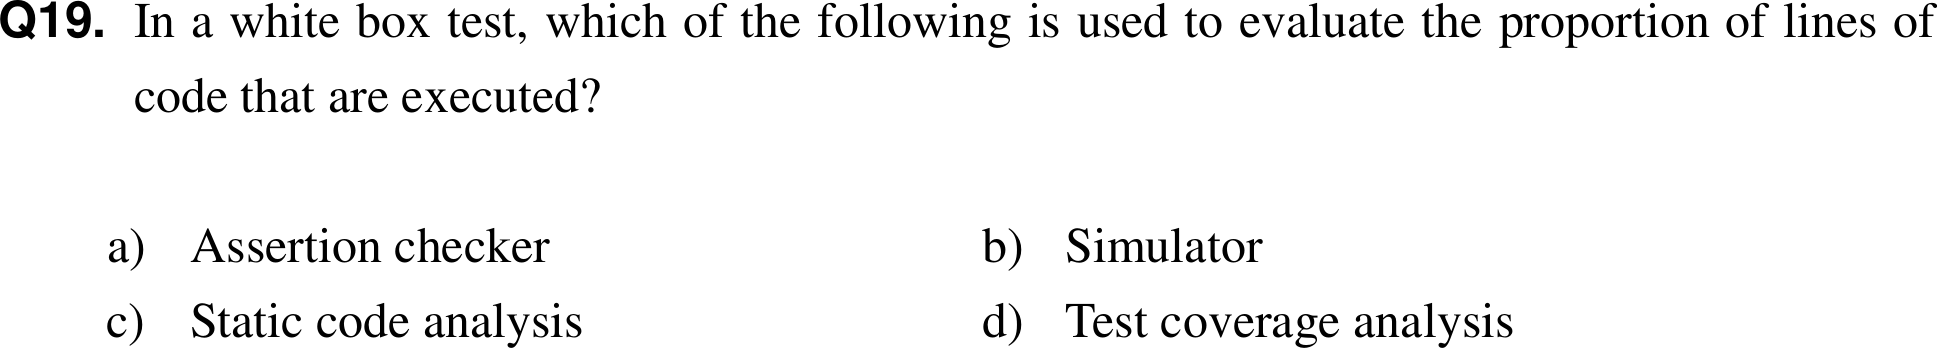 Q19. In a white box test, which of the following is used to evaluate the proportion of lines of
code that are executed?
a) Assertion checker b) Simulator
c) Static code analysis d) Test coverage analysis